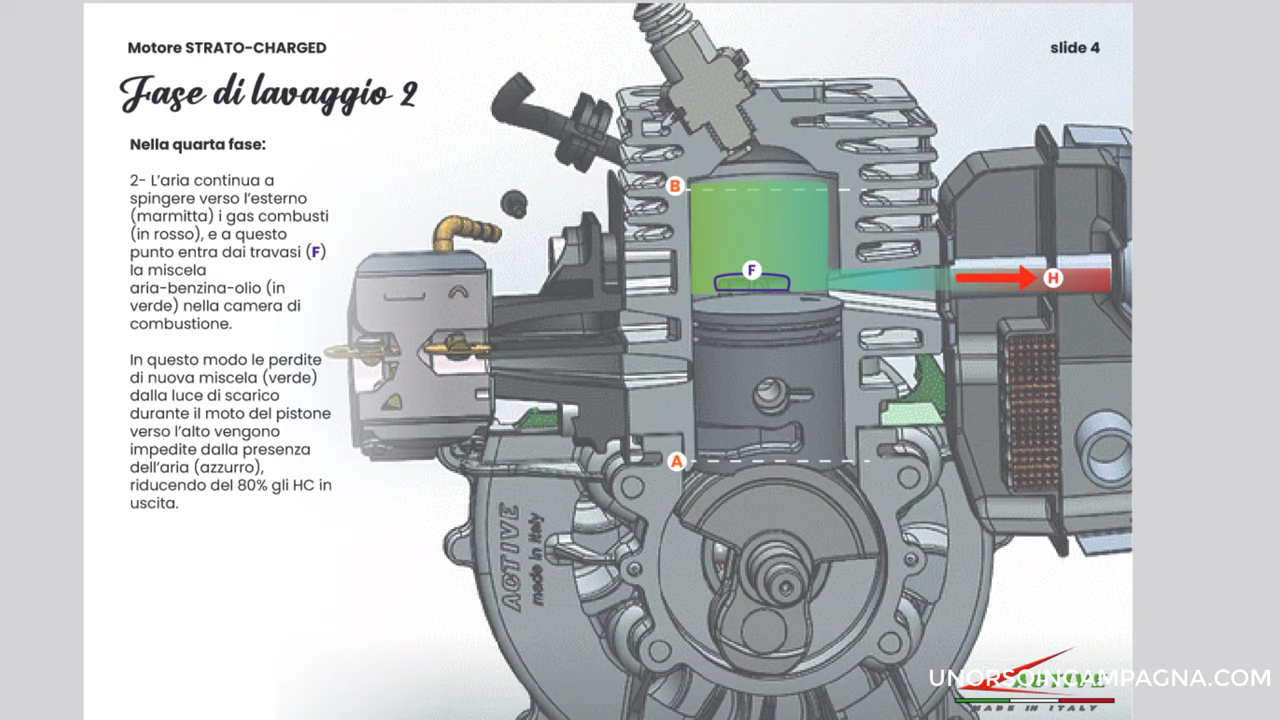 Motore STRATO-CHARGED
slide 4
Fase di lavaggio 2
Nella quarta fase:
2- L’aria continua a
spingere verso l’esterno
(marmitta) i gas combusti
(in rosso), e a questo
punto entra dai travasi (F)
la miscela
aria-benzina-olio (in
verde) nella camera di
combustione.
In questo modo le perdite
di nuova miscela (verde)
dalla luce di scarico
durante il moto del pistone
verso l’alto vengono
impedite dalla presenza
dell’aria (azzurro),
riducendo del 80% gli HC in
uscita.
B
F
H
A
ACTIVE
made in italy
UNORSOINCAMPAGNA.COM
MADE IN ITALY